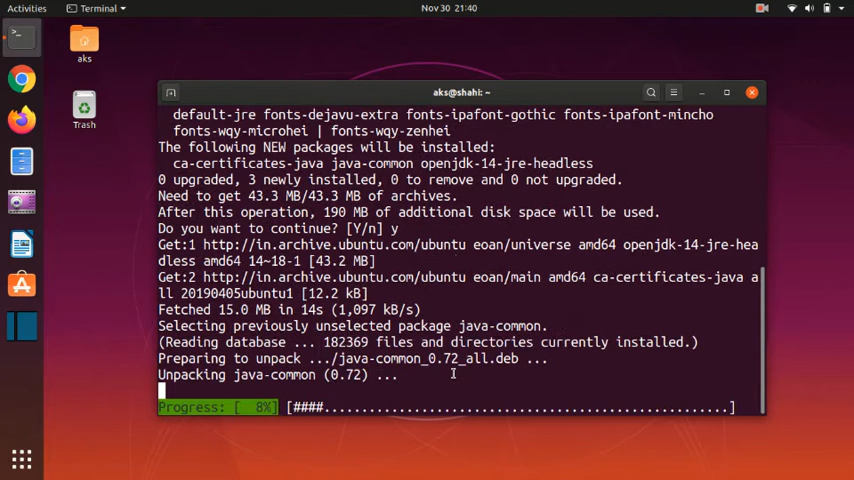 Activities
Terminal
Nov 30 21:40
aks
Trash
aks@shahi: ~
default-jre fonts-dejavu-extra fonts-ipafont-gothic fonts-ipafont-mincho
fonts-wqy-microhei | fonts-wqy-zenhei
The following NEW packages will be installed:
ca-certificates-java java-common openjdk-14-jre-headless
0 upgraded, 3 newly installed, 0 to remove and 0 not upgraded.
Need to get 43.3 MB/43.3 MB of archives.
After this operation, 190 MB of additional disk space will be used.
Do you want to continue? [Y/n] y
Get:1 http://in.archive.ubuntu.com/ubuntu eoan/universe amd64 openjdk-14-jre-hea
dless amd64 14~18-1 [43.2 MB]
Get:2 http://in.archive.ubuntu.com/ubuntu eoan/main amd64 ca-certificates-java a
ll 20190405ubuntu1 [12.2 kB]
Fetched 15.0 MB in 14s (1,097 kB/s)
Selecting previously unselected package java-common.
(Reading database ... 182369 files and directories currently installed.)
Preparing to unpack .../java-common_0.72_all.deb ...
Unpacking java-common (0.72) ...
Progress: [  8%] [####......................................................]